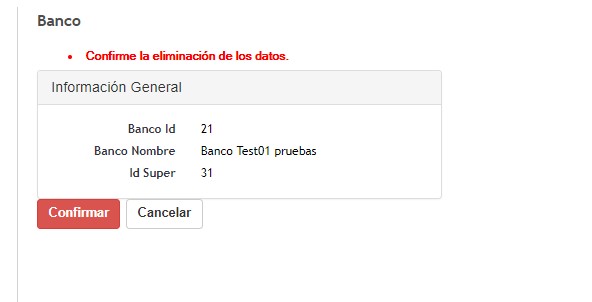 Banco
• Confirme la eliminación de los datos.
Información General
Banco Id 21
Banco Nombre Banco Test01 pruebas
Id Super 31
Confirmar Cancelar